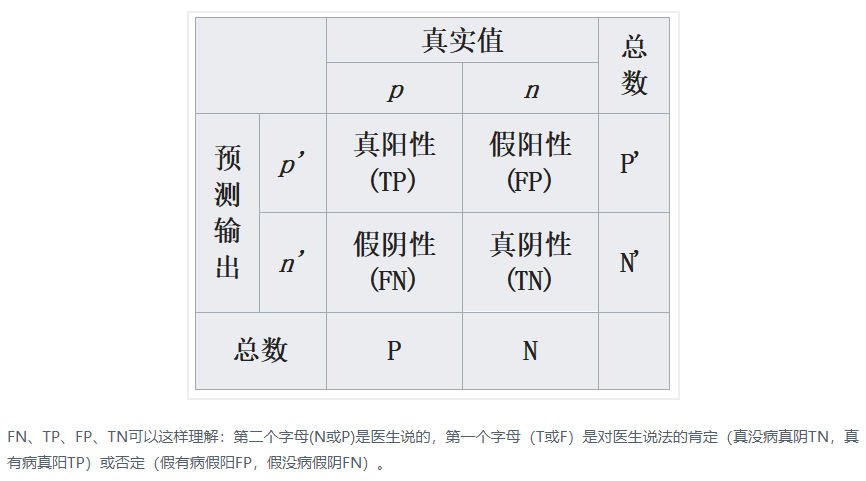 真实值 总数
p n
预测输出 p’ 真阳性 (TP) 假阳性 (FP) P’
n’ 假阴性 (FN) 真阴性 (TN) N’
总数 P N
FN、TP、FP、TN可以这样理解：第二个字母(N或P)是医生说的，第一个字母（T或F）是对医生说法的肯定（真没病真阴TN，真
有病真阳TP）或否定（假有病假阳FP，假没病假阴FN）。